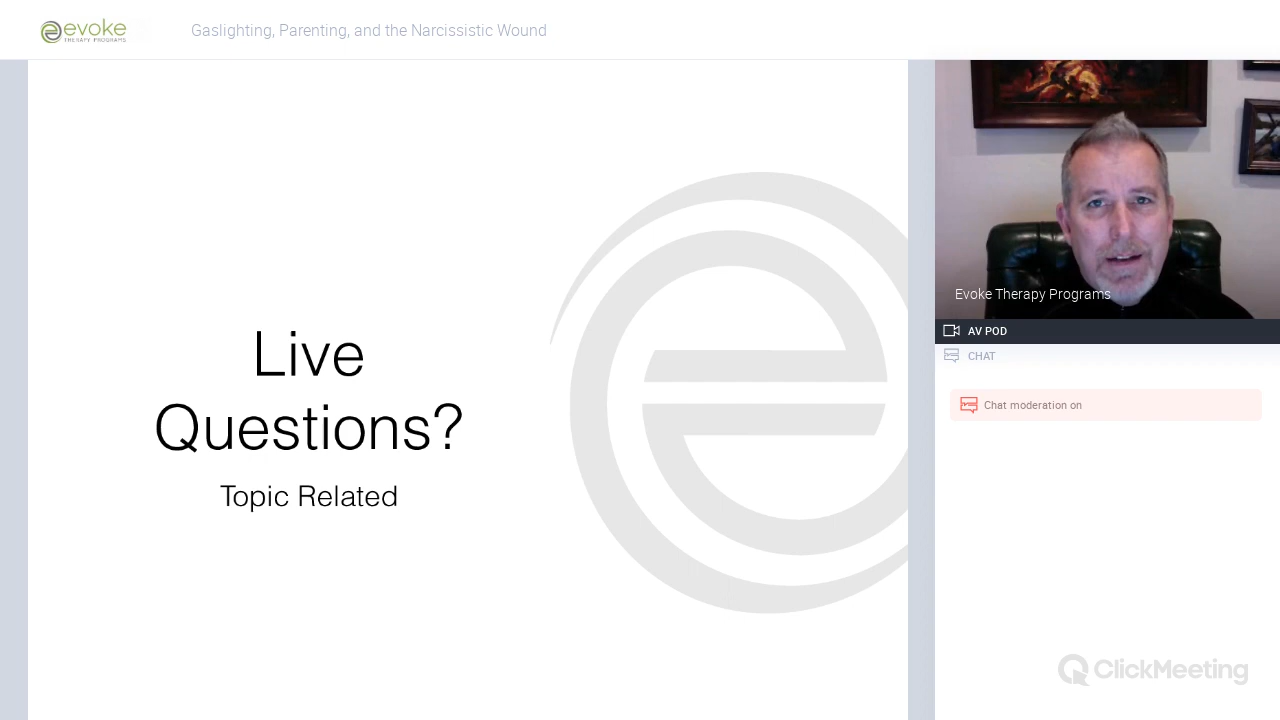 evoke
THERAPY PROGRAMS
Gaslighting, Parenting, and the Narcissistic Wound
Live
Questions?
Topic Related
Evoke Therapy Programs
AV POD
CHAT
Chat moderation on
ClickMeeting